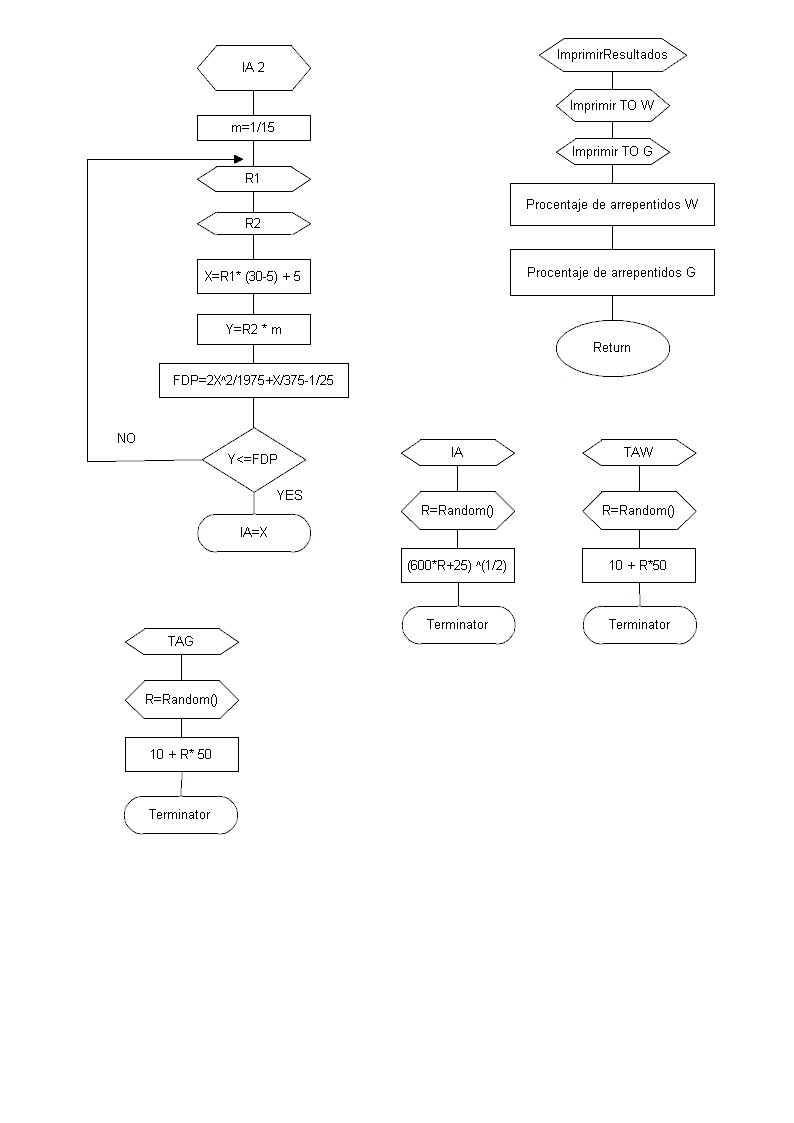 IA 2
m=1/15
R1
R2
X=R1* (30-5) + 5
Y=R2 * m
FDP=2X^2/1975+X/375-1/25
NO
Y<=FDP
YES
IA=X
ImprimirResultados
Imprimir TO W
Imprimir TO G
Procentaje de arrepentidos W
Procentaje de arrepentidos G
Return
IA
R=Random()
(600*R+25) ^(1/2)
Terminator
TAW
R=Random()
10 + R*50
Terminator
TAG
R=Random()
10 + R* 50
Terminator